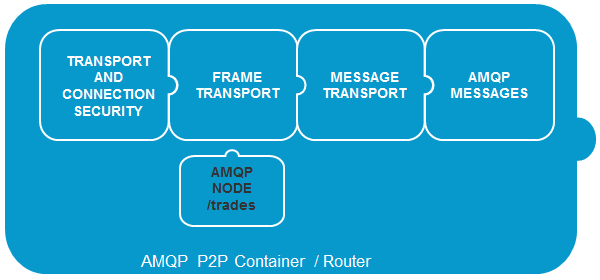 TRANSPORT
AND
CONNECTION
SECURITY
FRAME
TRANSPORT
MESSAGE
TRANSPORT
AMQP
MESSAGES
AMQP
NODE
/trades
AMQP P2P Container / Router